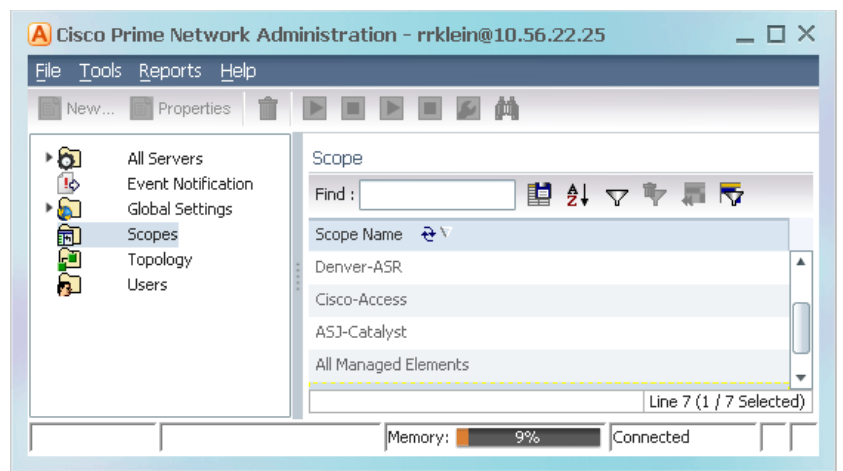 Cisco Prime Network Administration - rrklein@10.56.22.25
File Tools Reports Help
New... Properties
All Servers
Event Notification
Global Settings
Scopes
Topology
Users
Scope
Find :
Scope Name
Denver-ASR
Cisco-Access
ASJ-Catalyst
All Managed Elements
Line 7 (1 / 7 Selected)
Memory: 9% Connected